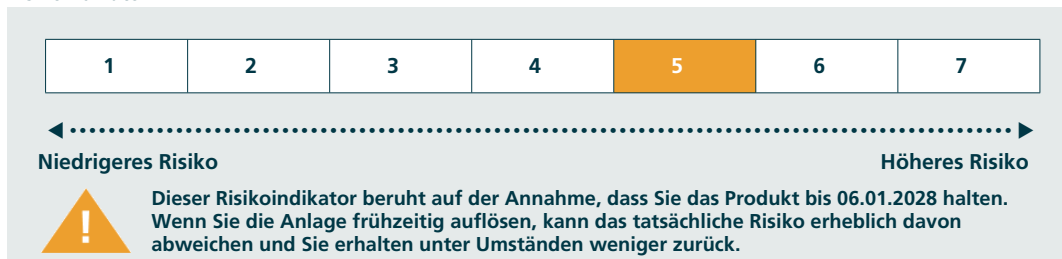 1 2 3 4 5 6 7
Niedrigeres Risiko Höheres Risiko
! Dieser Risikoindikator beruht auf der Annahme, dass Sie das Produkt bis 06.01.2028 halten.
Wenn Sie die Anlage frühzeitig auflösen, kann das tatsächliche Risiko erheblich davon
abweichen und Sie erhalten unter Umständen weniger zurück.